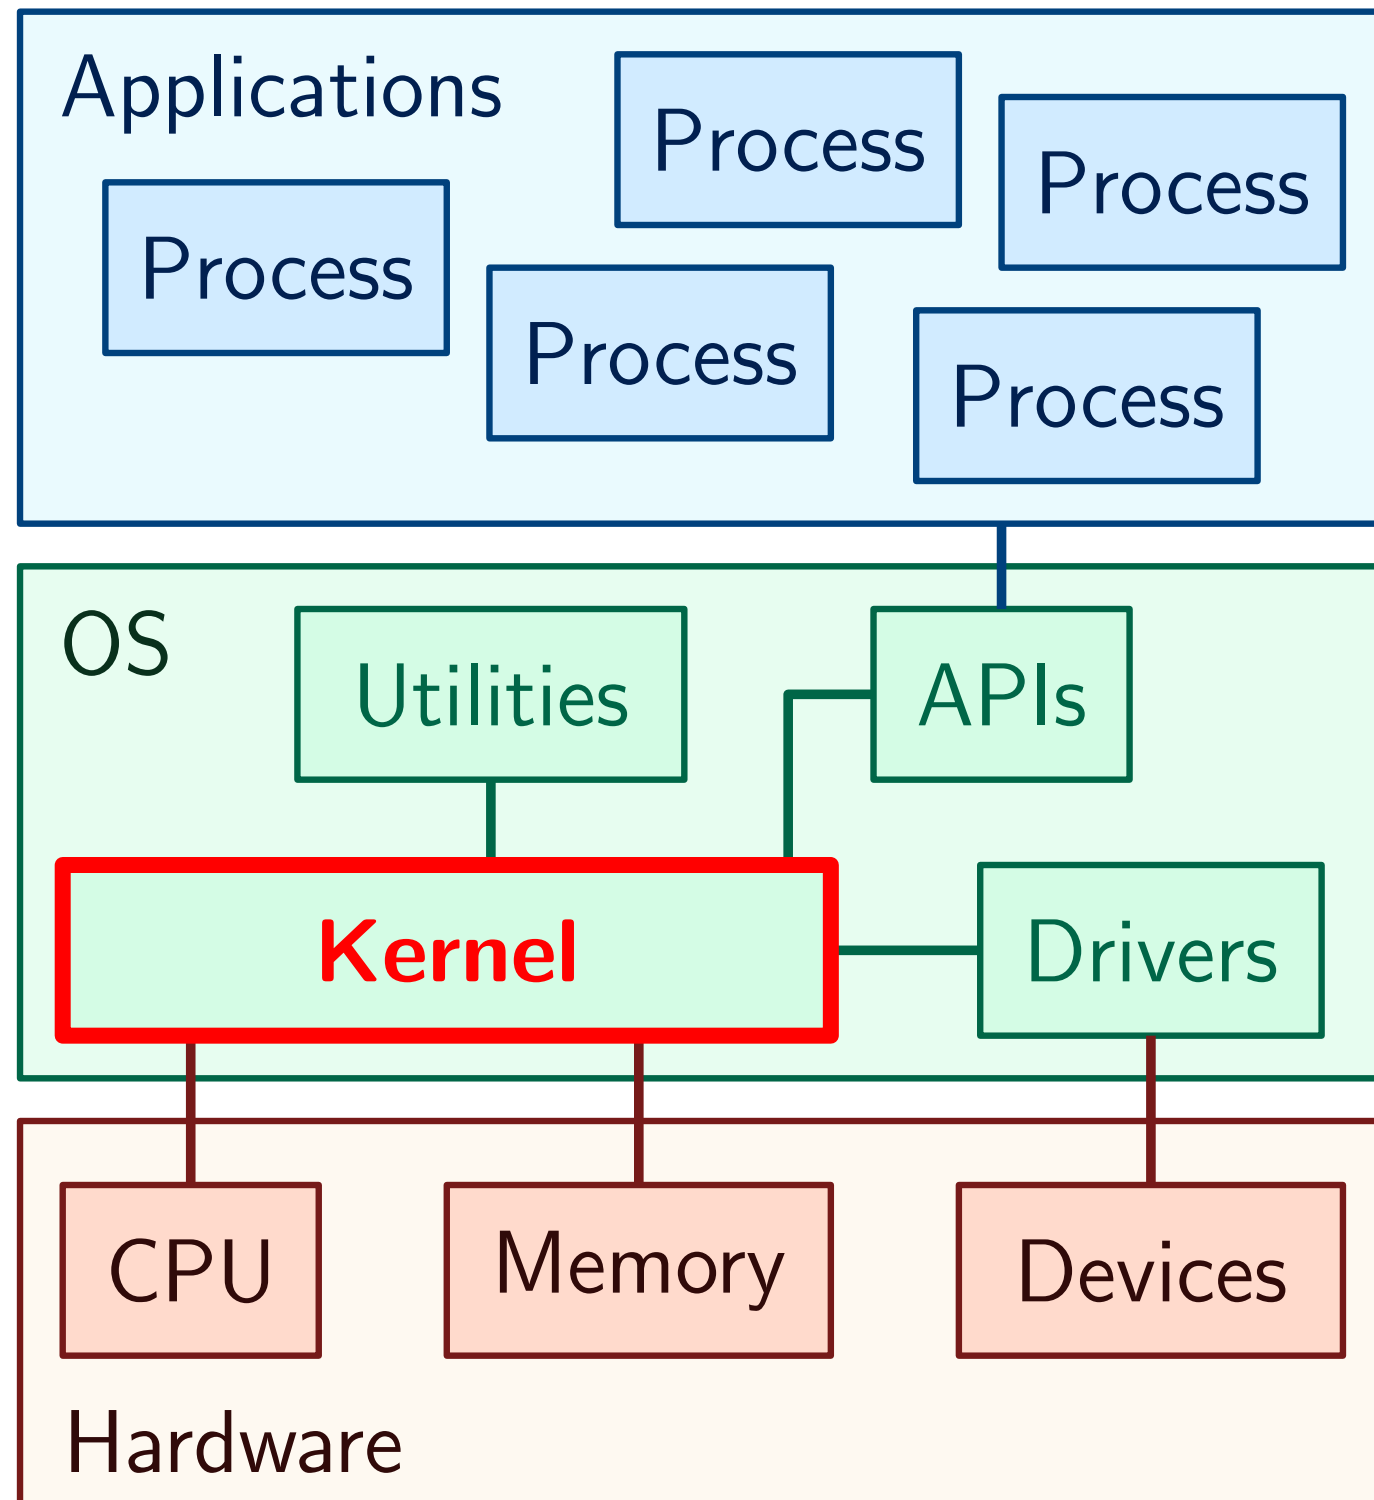 Applications
Process
Process
Process
Process
Process
OS
Utilities
APIs
Kernel
Drivers
CPU
Memory
Devices
Hardware